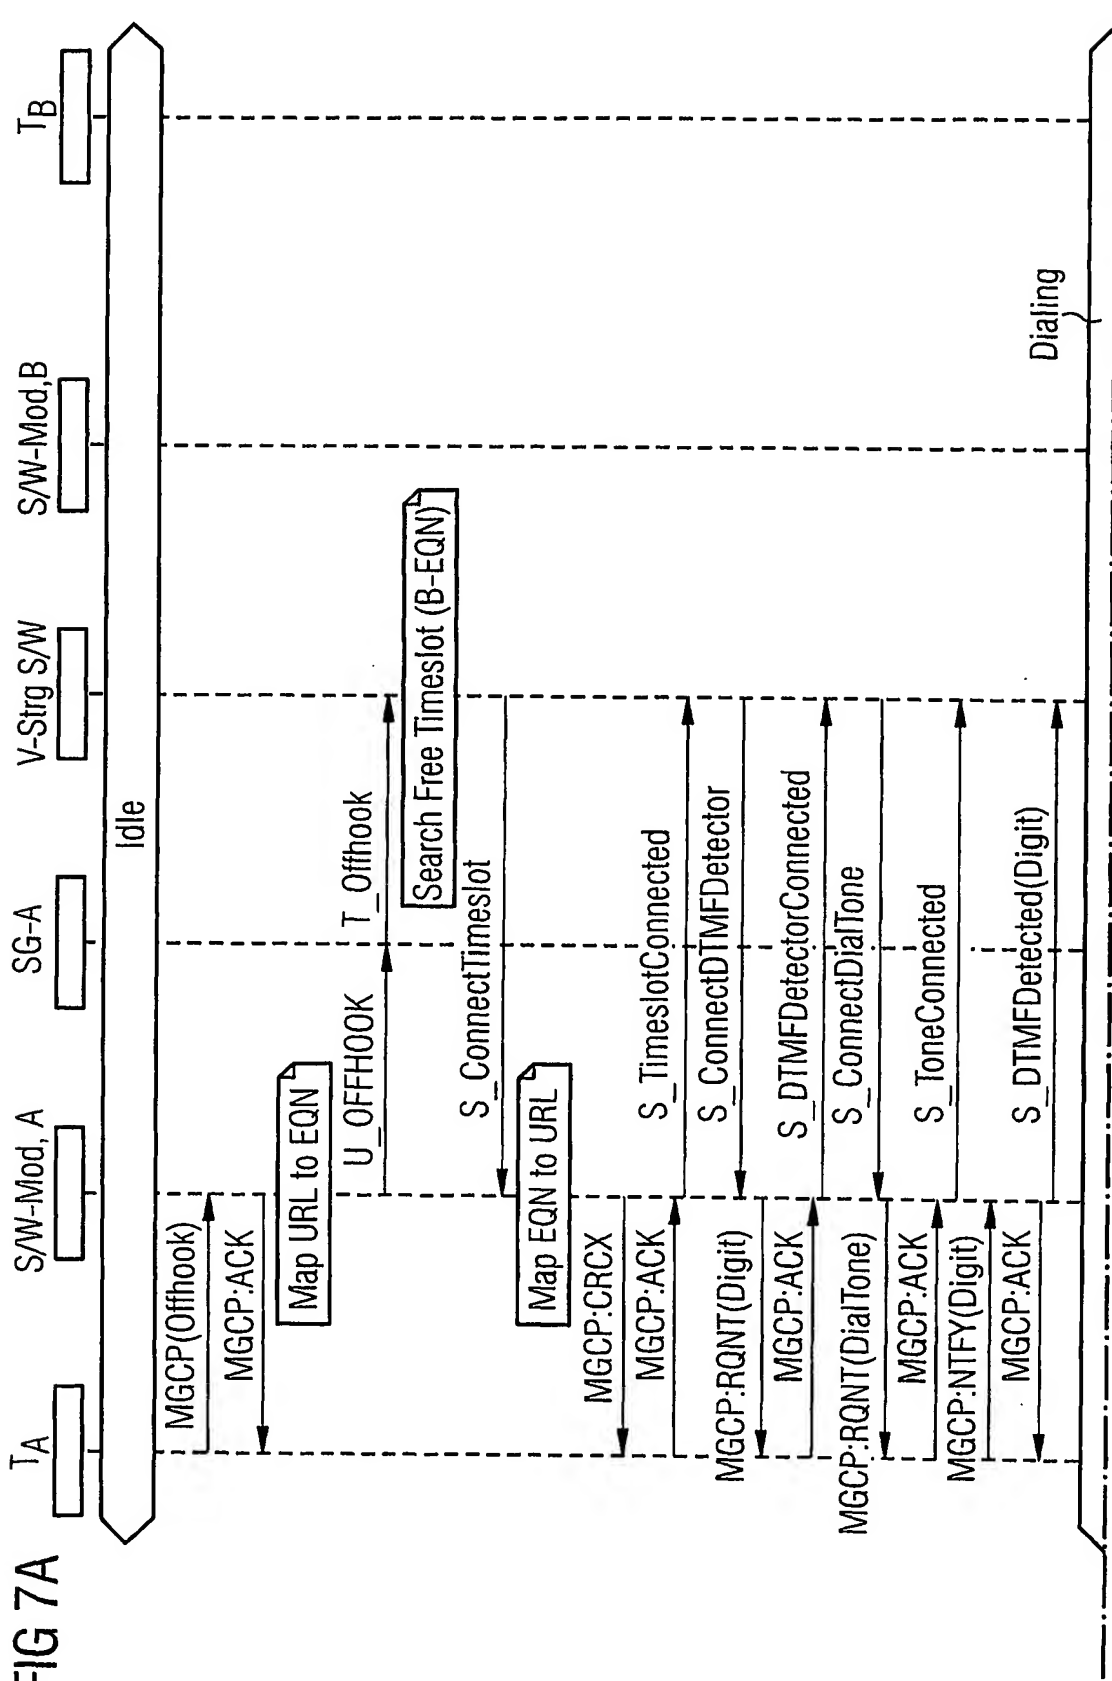 FIG 7A
T_A
S/W-Mod, A
SG-A
V-Strg S/W
S/W-Mod,B
T_B
Idle
MGCP(Offhook)
MGCP:ACK
Map URL to EQN
U_OFFHOOK
T_Offhook
Search Free Timeslot (B-EQN)
S_ConnectTimeslot
Map EQN to URL
MGCP:CRCX
MGCP:ACK
S_TimeslotConnected
S_ConnectDTMFDetector
MGCP:RQNT(Digit)
MGCP:ACK
S_DTMFDetectorConnected
S_ConnectDialTone
MGCP:RQNT(DialTone)
MGCP:ACK
S_ToneConnected
MGCP:NTFY(Digit)
MGCP:ACK
S_DTMFDetected(Digit)
Dialing